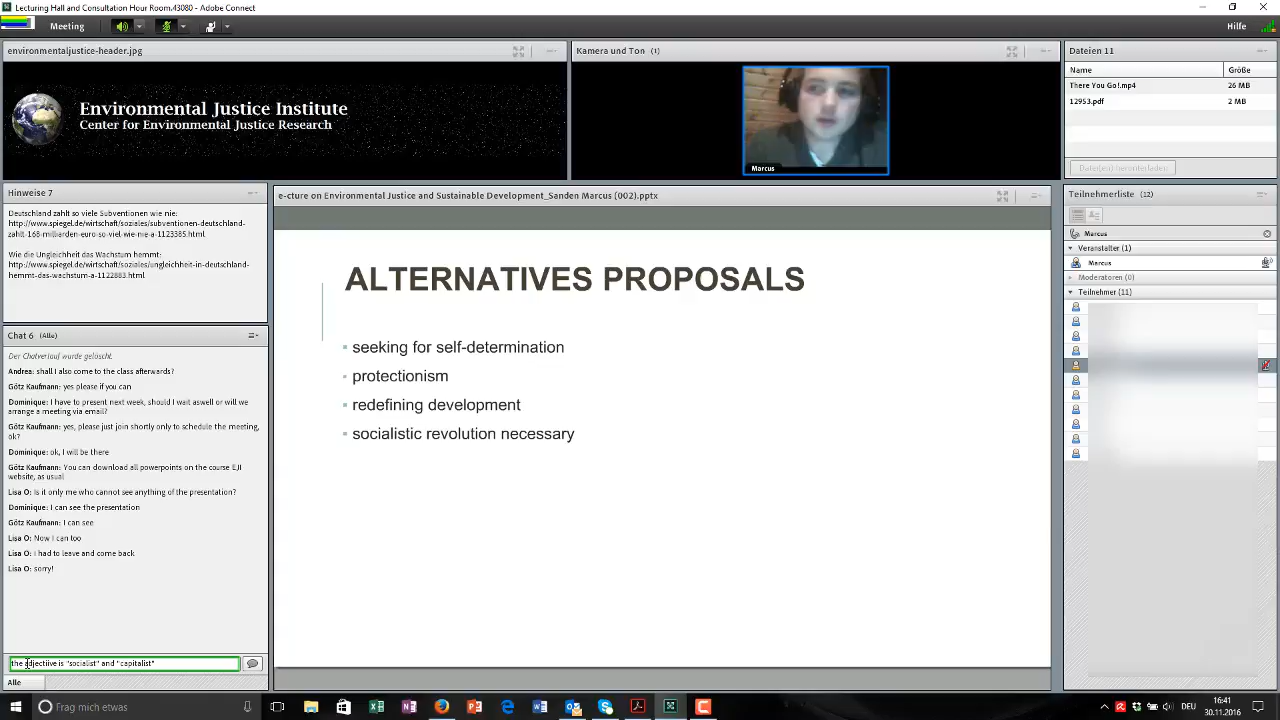 Lecturing Hall and Consultation Hour Room,43080 - Adobe Connect
Meeting
Hilfe
environmentaljustice-header.jpg
Environmental Justice Institute
Center for Environmental Justice Research
Kamera und Ton (1)
Marcus
Dateien 11
Name
Größe
There You Go!.mp4
26 MB
12953.pdf
2 MB
Datei(en) herunterladen
Hinweise 7
Deutschland zahlt so viele Subventionen wie nie:
http://www.spiegel.de/wirtschaft/soziales/subventionen-deutschland-
zahlt-168-milliarden-euro-so-viel-wie-nie-a-1123385.html
Wie die Ungleichheit das Wachstum hemmt:
http://www.spiegel.de/wirtschaft/soziales/ungleichheit-in-deutschland-
hemmt-das-wachstum-a-1122883.html
Chat 6 (Alle)
Der Chatverlauf wurde gelöscht.
Andrea: shall I also come to the class afterwards?
Götz Kaufmann: yes please if you can
Dominique: I have to present next week, should I wait aswell or will we
arrange a meeting via email?
Götz Kaufmann: yes, please just join shortly only to schedule the meeting,
ok?
Dominique: ok, I will be there
Götz Kaufmann: You can download all powerpoints on the course EJI
website, as usual
Lisa O: Is it only me who cannot see anything of the presentation?
Dominique: I can see the presentation
Götz Kaufmann: I can see
Lisa O: Now I can too
Lisa O: i had to leave and come back
Lisa O: sorry!
the adjectiive is "socialist" and "capitalist"
Alle
e-cture on Environmental Justice and Sustainable Development_Sanden Marcus (002).pptx
ALTERNATIVES PROPOSALS
seeking for self-determination
protectionism
redefining development
socialistic revolution necessary
Teilnehmerliste (12)
Marcus
Veranstalter (1)
Marcus
Moderatoren (0)
Teilnehmer (11)
Frag mich etwas
DEU
16:41
30.11.2016